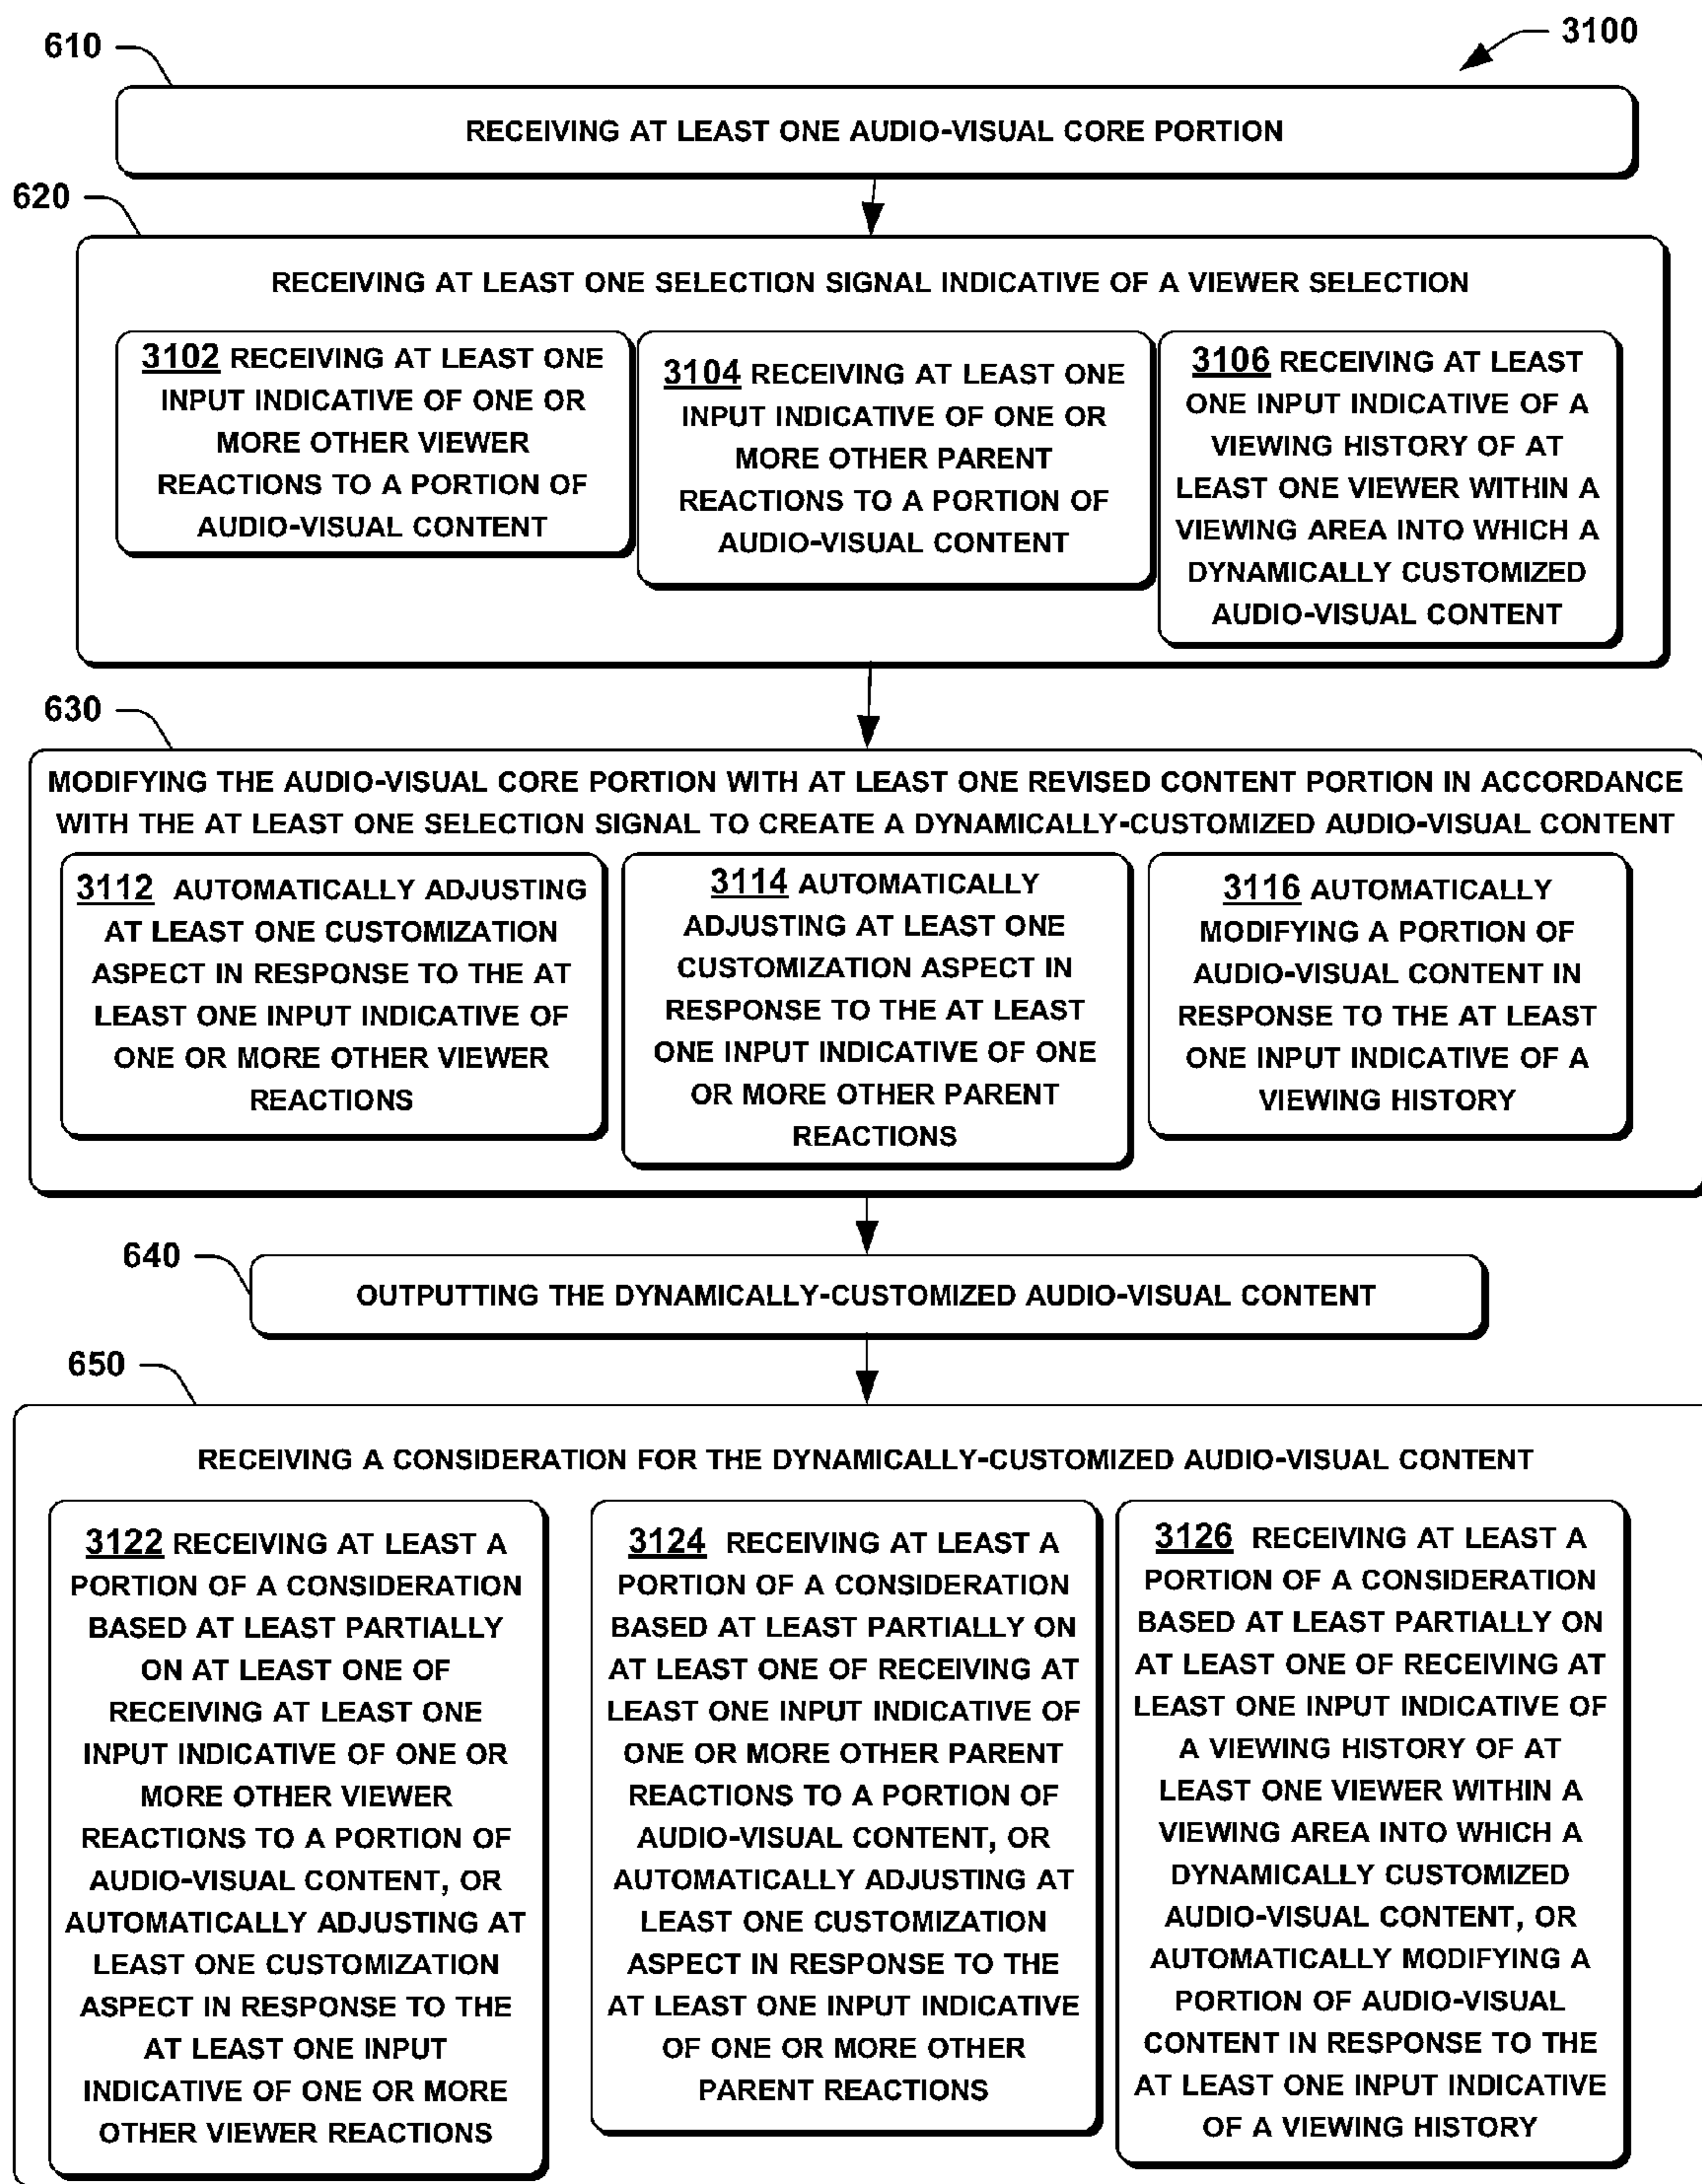 610
3100
RECEIVING AT LEAST ONE AUDIO-VISUAL CORE PORTION
620
RECEIVING AT LEAST ONE SELECTION SIGNAL INDICATIVE OF A VIEWER SELECTION
3102 RECEIVING AT LEAST ONE
INPUT INDICATIVE OF ONE OR
MORE OTHER VIEWER
REACTIONS TO A PORTION OF
AUDIO-VISUAL CONTENT
3104 RECEIVING AT LEAST ONE
INPUT INDICATIVE OF ONE OR
MORE OTHER PARENT
REACTIONS TO A PORTION OF
AUDIO-VISUAL CONTENT
3106 RECEIVING AT LEAST
ONE INPUT INDICATIVE OF A
VIEWING HISTORY OF AT
LEAST ONE VIEWER WITHIN A
VIEWING AREA INTO WHICH A
DYNAMICALLY CUSTOMIZED
AUDIO-VISUAL CONTENT
630
MODIFYING THE AUDIO-VISUAL CORE PORTION WITH AT LEAST ONE REVISED CONTENT PORTION IN ACCORDANCE
WITH THE AT LEAST ONE SELECTION SIGNAL TO CREATE A DYNAMICALLY-CUSTOMIZED AUDIO-VISUAL CONTENT
3112 AUTOMATICALLY ADJUSTING
AT LEAST ONE CUSTOMIZATION
ASPECT IN RESPONSE TO THE AT
LEAST ONE INPUT INDICATIVE OF
ONE OR MORE OTHER VIEWER
REACTIONS
3114 AUTOMATICALLY
ADJUSTING AT LEAST ONE
CUSTOMIZATION ASPECT IN
RESPONSE TO THE AT LEAST
ONE INPUT INDICATIVE OF ONE
OR MORE OTHER PARENT
REACTIONS
3116 AUTOMATICALLY
MODIFYING A PORTION OF
AUDIO-VISUAL CONTENT IN
RESPONSE TO THE AT LEAST
ONE INPUT INDICATIVE OF A
VIEWING HISTORY
640
OUTPUTTING THE DYNAMICALLY-CUSTOMIZED AUDIO-VISUAL CONTENT
650
RECEIVING A CONSIDERATION FOR THE DYNAMICALLY-CUSTOMIZED AUDIO-VISUAL CONTENT
3122 RECEIVING AT LEAST A
PORTION OF A CONSIDERATION
BASED AT LEAST PARTIALLY
ON AT LEAST ONE OF
RECEIVING AT LEAST ONE
INPUT INDICATIVE OF ONE OR
MORE OTHER VIEWER
REACTIONS TO A PORTION OF
AUDIO-VISUAL CONTENT, OR
AUTOMATICALLY ADJUSTING AT
LEAST ONE CUSTOMIZATION
ASPECT IN RESPONSE TO THE
AT LEAST ONE INPUT
INDICATIVE OF ONE OR MORE
OTHER VIEWER REACTIONS
3124 RECEIVING AT LEAST A
PORTION OF A CONSIDERATION
BASED AT LEAST PARTIALLY ON
AT LEAST ONE OF RECEIVING AT
LEAST ONE INPUT INDICATIVE OF
ONE OR MORE OTHER PARENT
REACTIONS TO A PORTION OF
AUDIO-VISUAL CONTENT, OR
AUTOMATICALLY ADJUSTING AT
LEAST ONE CUSTOMIZATION
ASPECT IN RESPONSE TO THE
AT LEAST ONE INPUT INDICATIVE
OF ONE OR MORE OTHER
PARENT REACTIONS
3126 RECEIVING AT LEAST A
PORTION OF A CONSIDERATION
BASED AT LEAST PARTIALLY ON
AT LEAST ONE OF RECEIVING AT
LEAST ONE INPUT INDICATIVE OF
A VIEWING HISTORY OF AT
LEAST ONE VIEWER WITHIN A
VIEWING AREA INTO WHICH A
DYNAMICALLY CUSTOMIZED
AUDIO-VISUAL CONTENT, OR
AUTOMATICALLY MODIFYING A
PORTION OF AUDIO-VISUAL
CONTENT IN RESPONSE TO THE
AT LEAST ONE INPUT INDICATIVE
OF A VIEWING HISTORY